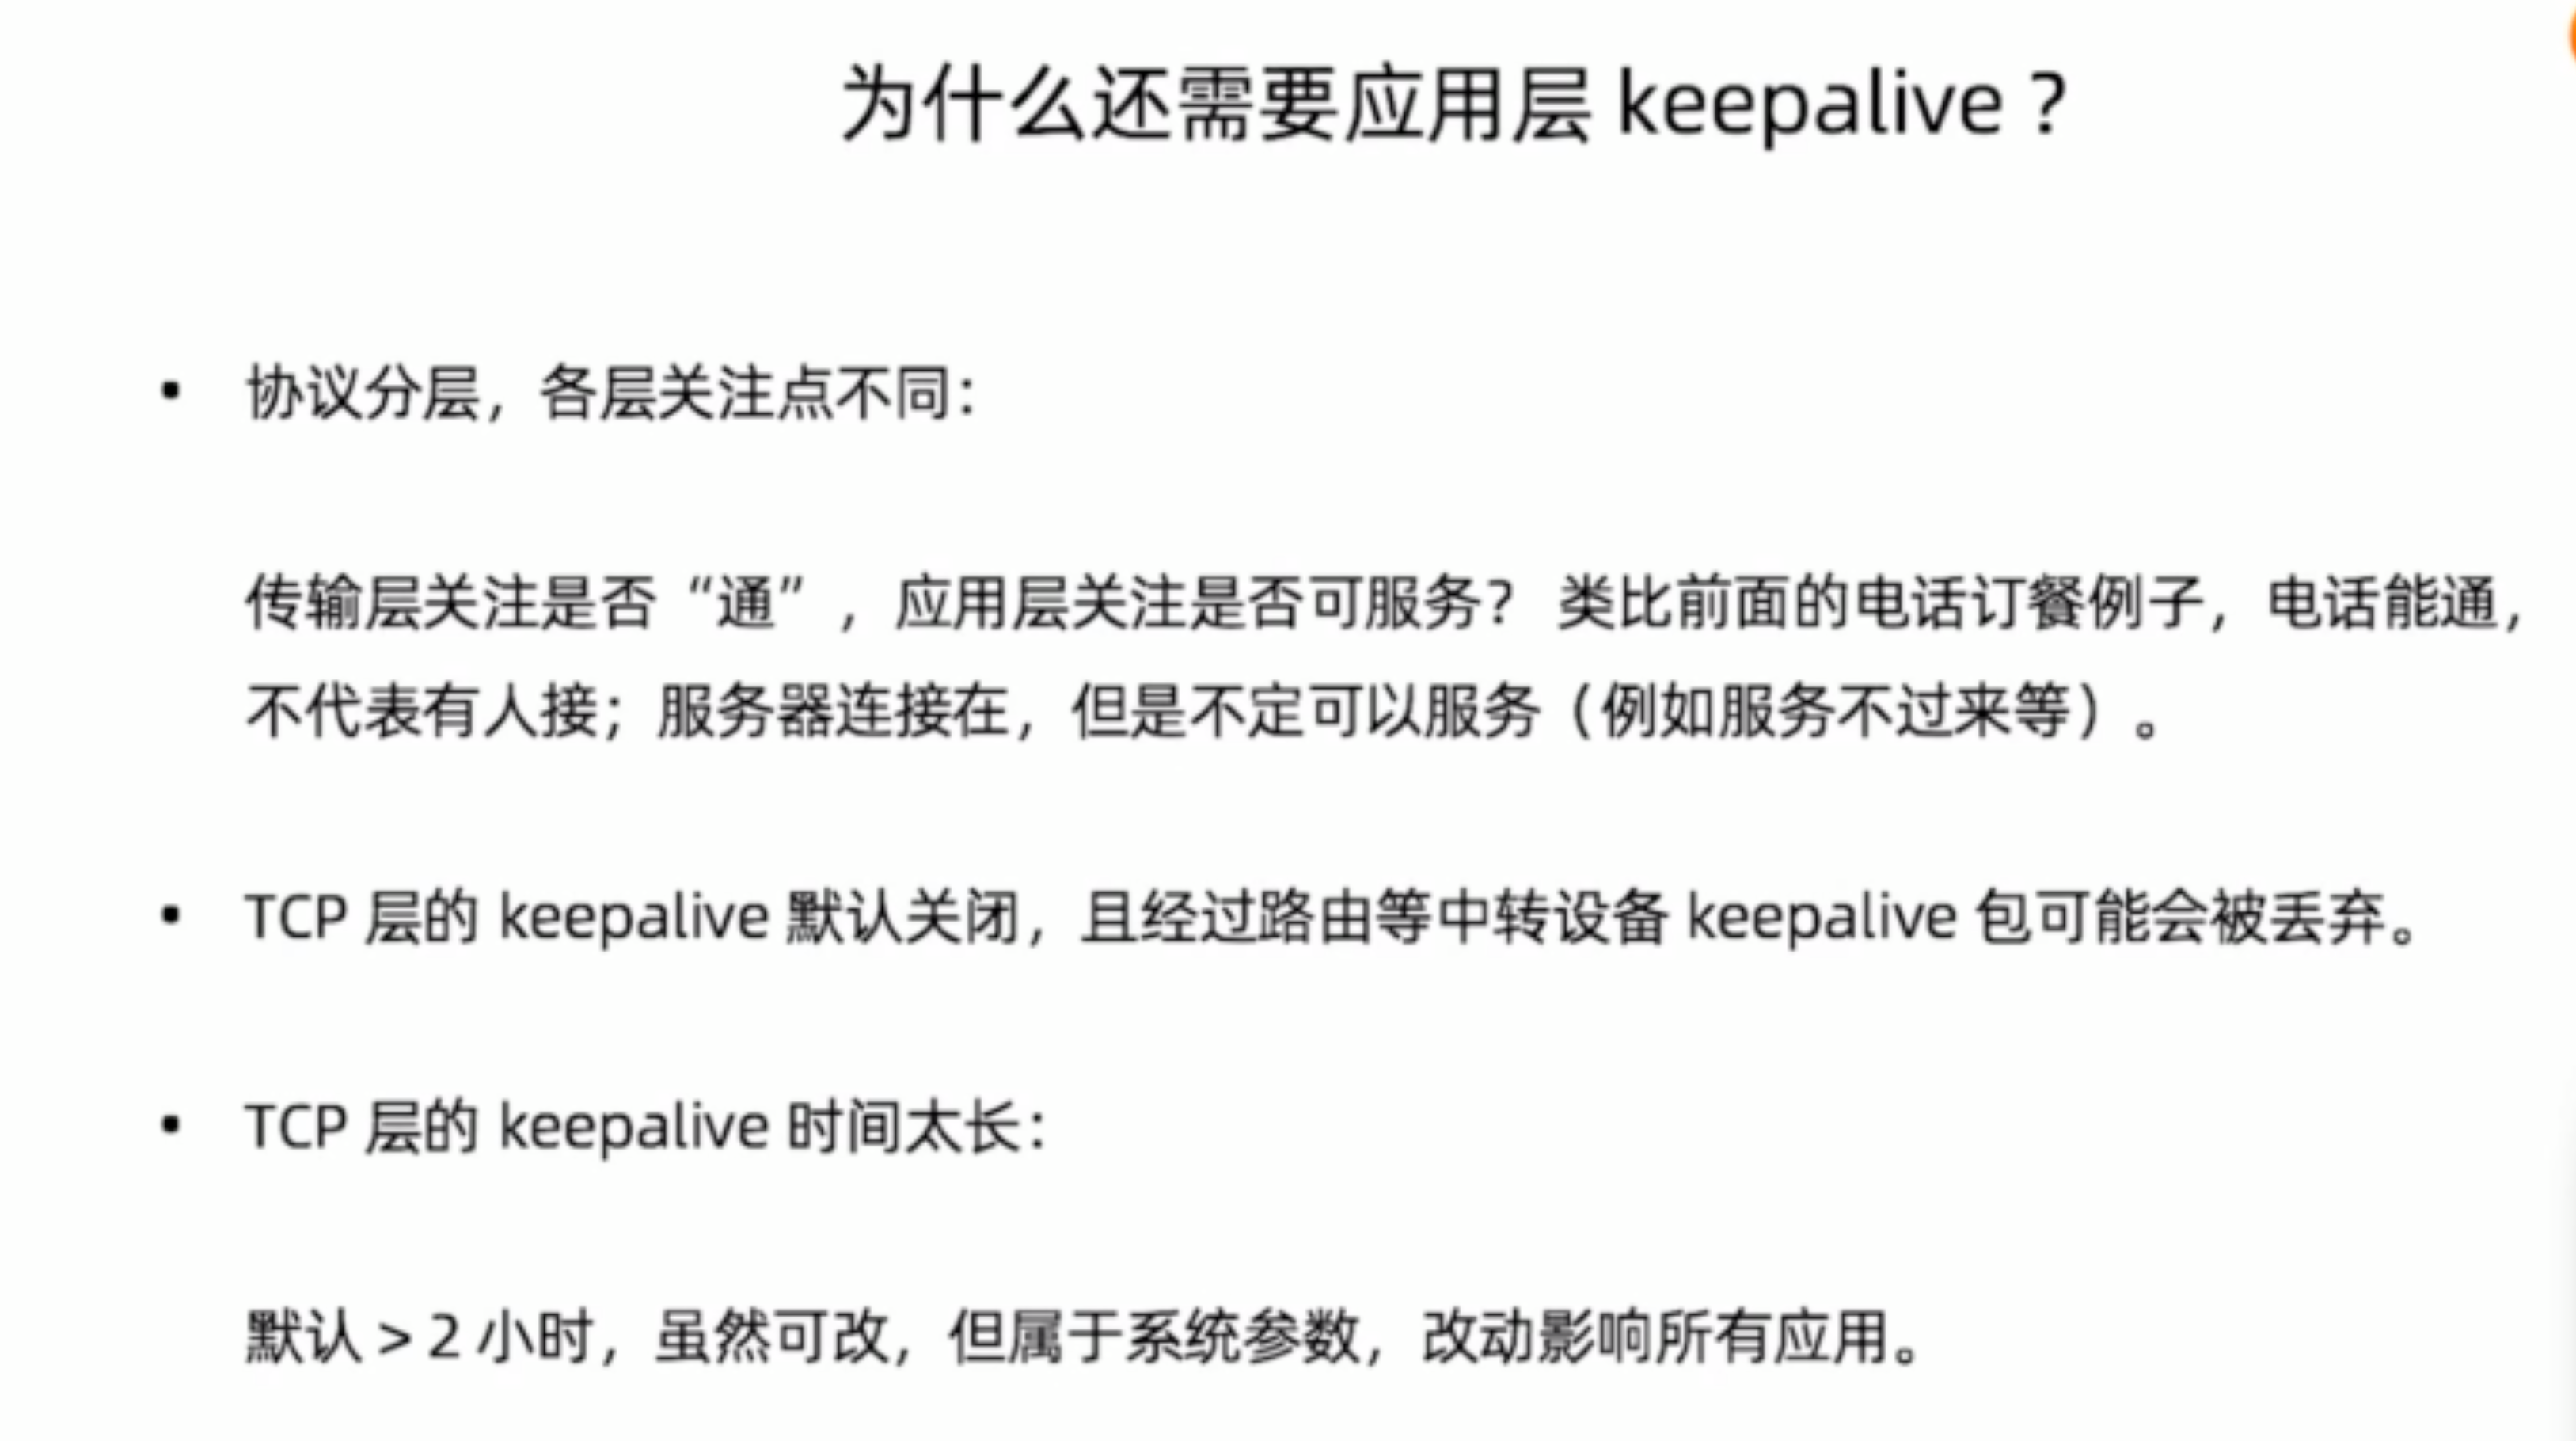 为什么还需要应用层 keepalive ?
• 协议分层，各层关注点不同：
传输层关注是否“通”，应用层关注是否可服务？ 类比前面的电话订餐例子，电话能通，
不代表有人接；服务器连接在，但是不定可以服务（例如服务不过来等）。
• TCP 层的 keepalive 默认关闭，且经过路由等中转设备 keepalive 包可能会被丢弃。
• TCP 层的 keepalive 时间太长：
默认 > 2 小时，虽然可改，但属于系统参数，改动影响所有应用。